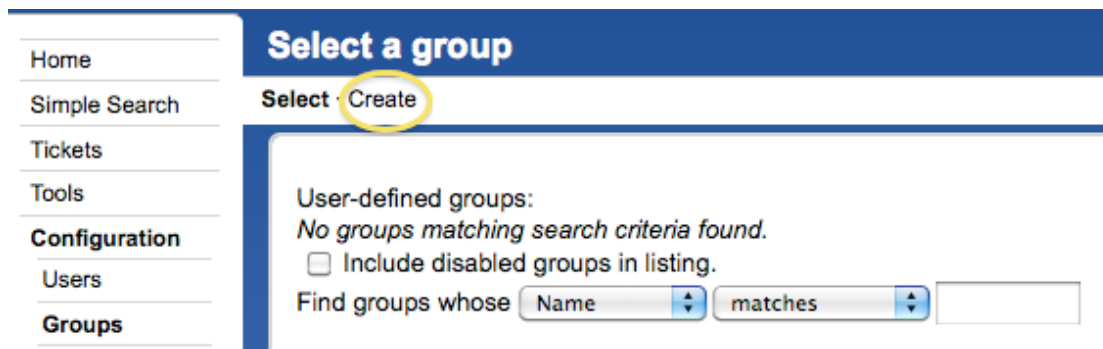 Home
Simple Search
Tickets
Tools
Configuration
Users
Groups
Select a group
Select · Create
User-defined groups:
No groups matching search criteria found.
Include disabled groups in listing.
Find groups whose Name matches